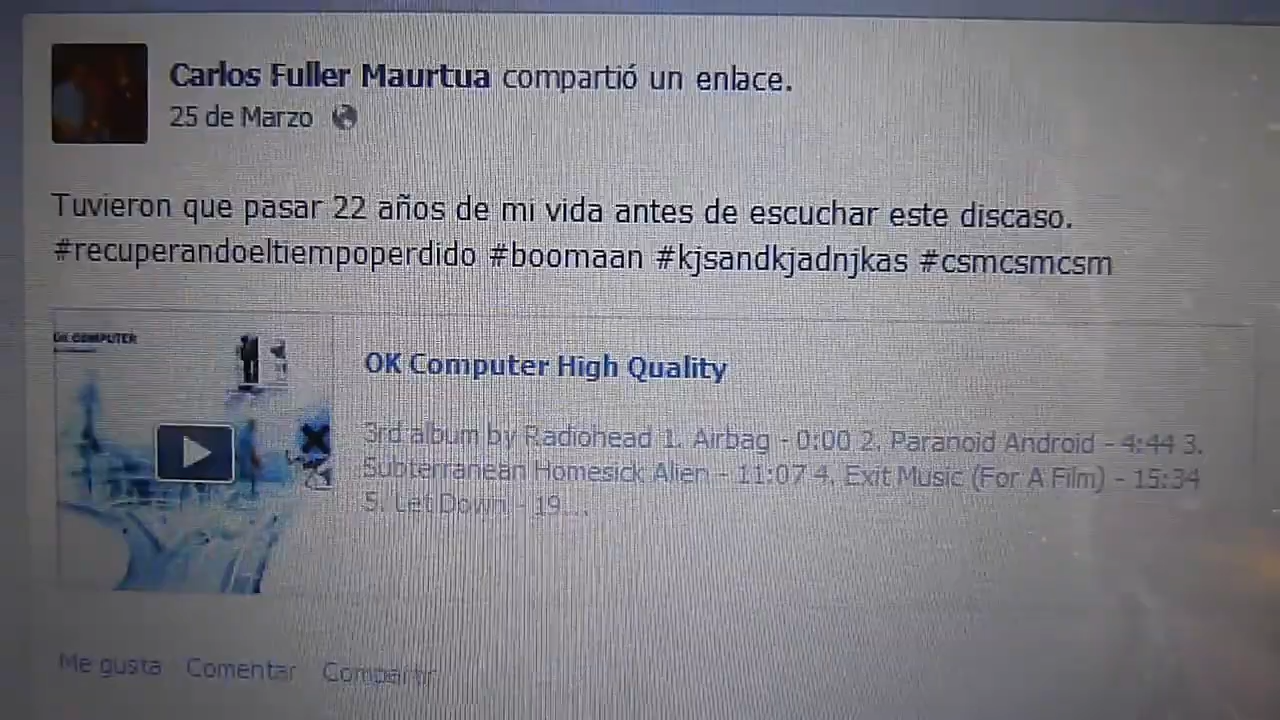 Carlos Fuller Maurtua compartió un enlace.
25 de Marzo
Tuvieron que pasar 22 años de mi vida antes de escuchar este discaso.
#recuperandoeltiempoperdido #boomaan #kjsandkjadnjkas #csmcsmcsm
OK COMPUTER
OK Computer High Quality
3rd album by Radiohead 1. Airbag - 0:00 2. Paranoid Android - 4:44 3.
Subterranean Homesick Alien - 11:07 4. Exit Music (For A Film) - 15:34
5. Let Down - 19...
Me gusta Comentar Compartir